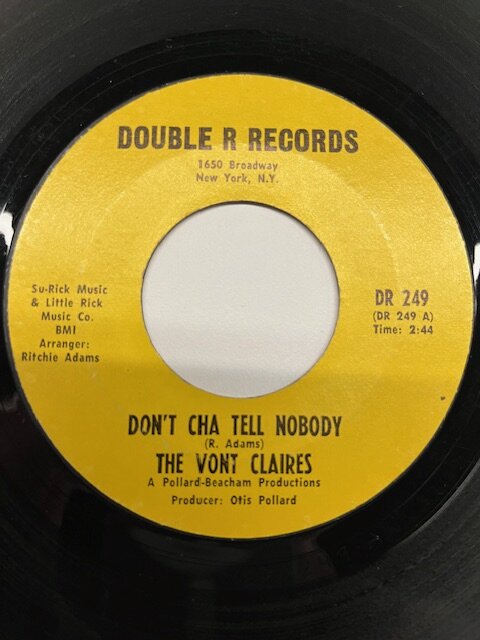 DOUBLE R RECORDS
1650 Broadway
New York, N.Y.
Su-Rick Music
& Little Rick
Music Co.
BMI
Arranger:
Ritchie Adams
DR 249
(DR 249 A)
Time: 2:44
DON'T CHA TELL NOBODY
(R. Adams)
THE VONT CLAIRES
A Pollard-Beacham Productions
Producer: Otis Pollard